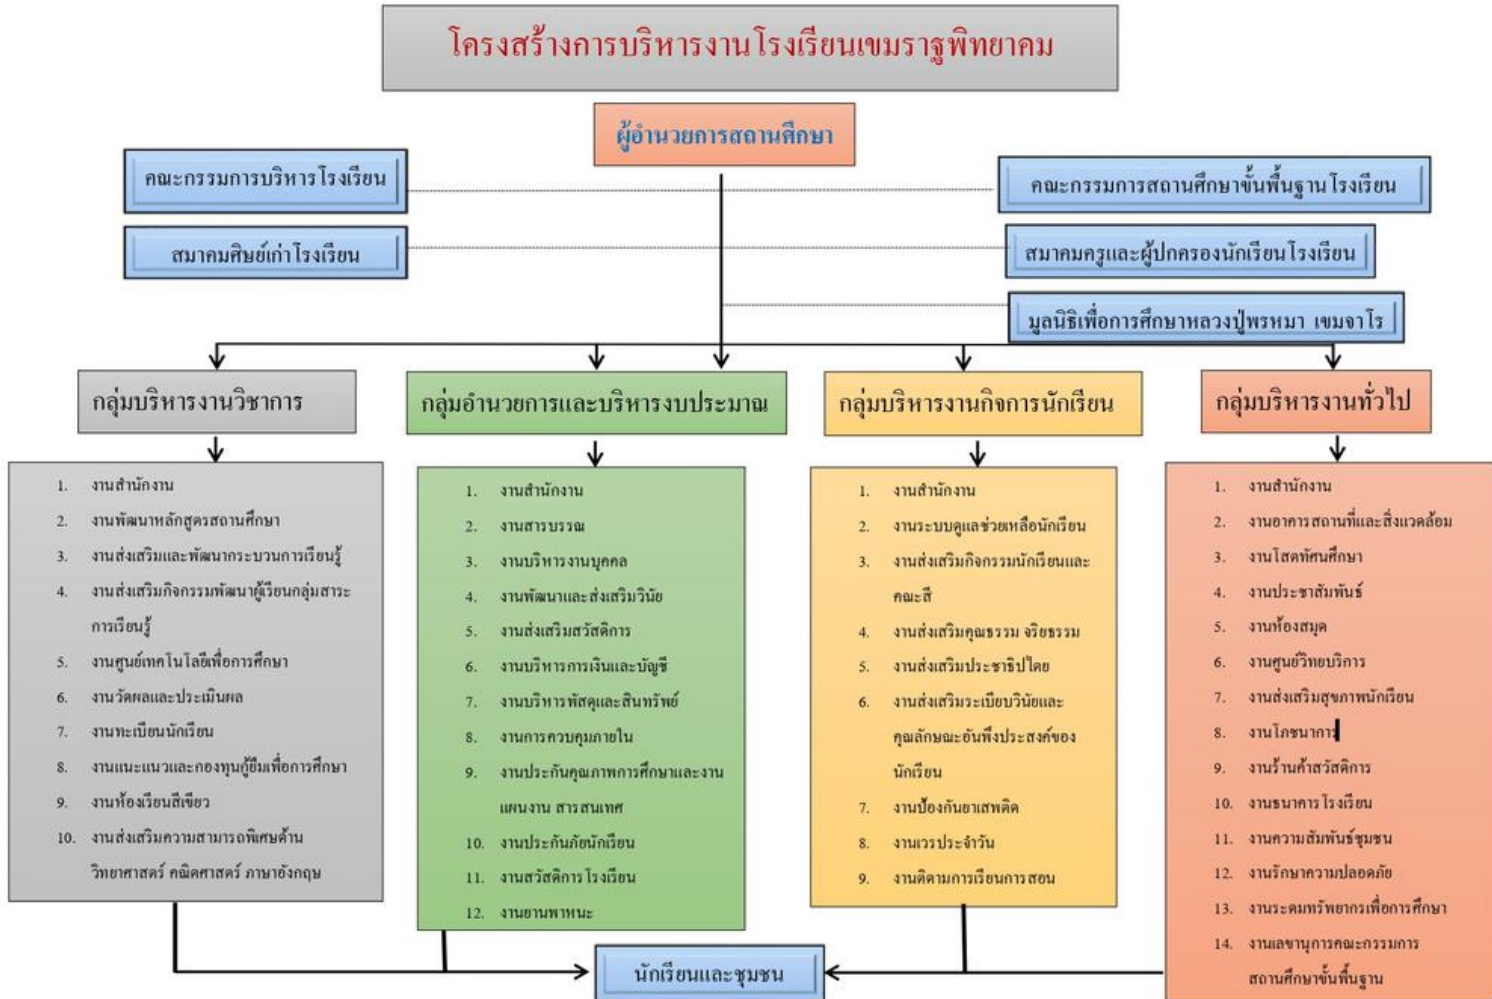 โครงสร้างการบริหารงานโรงเรียนเขมราฐพิทยาคม
ผู้อำนวยการสถานศึกษา
คณะกรรมการบริหารโรงเรียน
คณะกรรมการสถานศึกษาขั้นพื้นฐานโรงเรียน
สมาคมศิษย์เก่าโรงเรียน
สมาคมครูและผู้ปกครองนักเรียนโรงเรียน
มูลนิธิเพื่อการศึกษาหลวงปู่พรหมา เขมจาโร
กลุ่มบริหารงานวิชาการ
1. งานสำนักงาน
2. งานพัฒนาหลักสูตรสถานศึกษา
3. งานส่งเสริมและพัฒนากระบวนการเรียนรู้
4. งานส่งเสริมกิจกรรมพัฒนาผู้เรียนกลุ่มสาระ
การเรียนรู้
5. งานศูนย์เทคโนโลยีเพื่อการศึกษา
6. งานวัดผลและประเมินผล
7. งานทะเบียนนักเรียน
8. งานแนะแนวและกองทุนกู้ยืมเพื่อการศึกษา
9. งานห้องเรียนสีเขียว
10. งานส่งเสริมความสามารถพิเศษด้าน
วิทยาศาสตร์ คณิตศาสตร์ ภาษาอังกฤษ
กลุ่มอำนวยการและบริหารงบประมาณ
1. งานสำนักงาน
2. งานสารบรรณ
3. งานบริหารงานบุคคล
4. งานพัฒนาและส่งเสริมวินัย
5. งานส่งเสริมสวัสดิการ
6. งานบริหารการเงินและบัญชี
7. งานบริหารพัสดุและสินทรัพย์
8. งานการควบคุมภายใน
9. งานประกันคุณภาพการศึกษาและงาน
แผนงาน สารสนเทศ
10. งานประกันภัยนักเรียน
11. งานสวัสดิการโรงเรียน
12. งานยานพาหนะ
กลุ่มบริหารงานกิจการนักเรียน
1. งานสำนักงาน
2. งานระบบดูแลช่วยเหลือนักเรียน
3. งานส่งเสริมกิจกรรมนักเรียนและ
คณะสี
4. งานส่งเสริมคุณธรรม จริยธรรม
5. งานส่งเสริมประชาธิปไตย
6. งานส่งเสริมระเบียบวินัยและ
คุณลักษณะอันพึงประสงค์ของ
นักเรียน
7. งานป้องกันยาเสพติด
8. งานเวรประจำวัน
9. งานติดามการเรียนการสอน
กลุ่มบริหารงานทั่วไป
1. งานสำนักงาน
2. งานอาคารสถานที่และสิ่งแวดล้อม
3. งานโสตทัศนศึกษา
4. งานประชาสัมพันธ์
5. งานห้องสมุด
6. งานศูนย์วิทยบริการ
7. งานส่งเสริมสุขภาพนักเรียน
8. งานโภชนาการ
9. งานร้านค้าสวัสดิการ
10. งานธนาคารโรงเรียน
11. งานความสัมพันธ์ชุมชน
12. งานรักษาความปลอดภัย
13. งานระดมทรัพยากรเพื่อการศึกษา
14. งานเลขานุการคณะกรรมการ
สถานศึกษาขั้นพื้นฐาน
นักเรียนและชุมชน